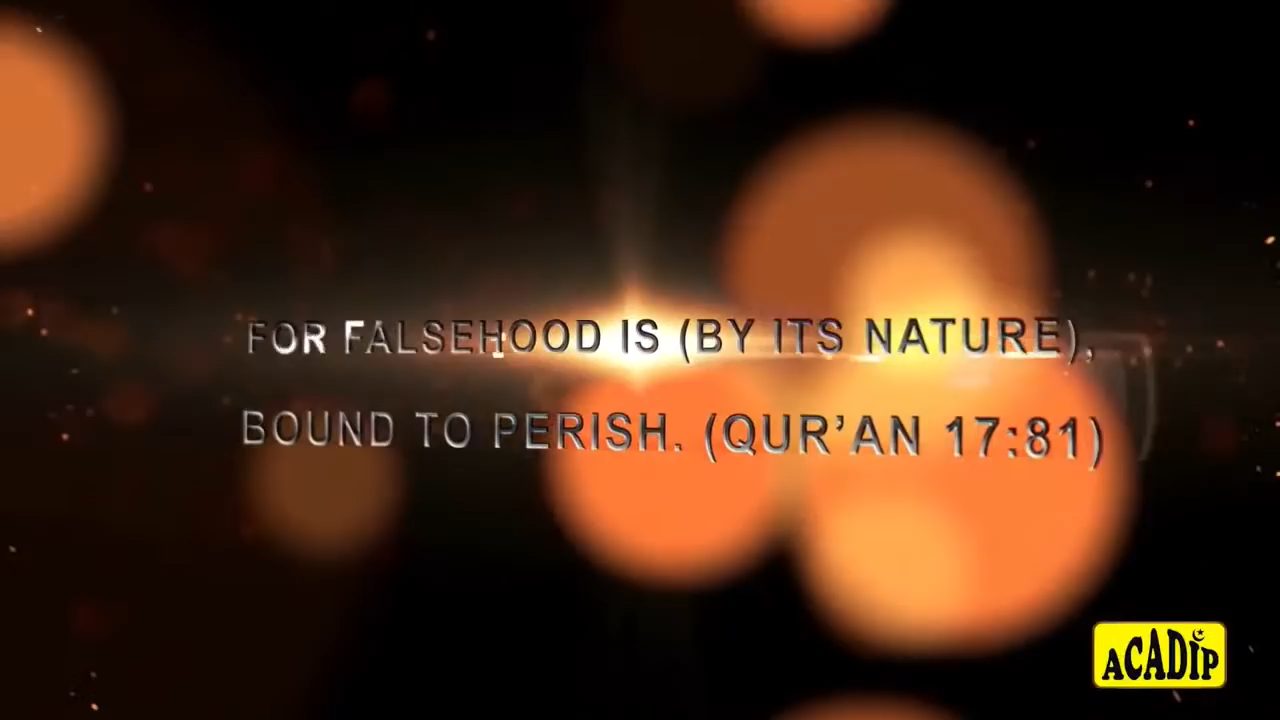 FOR FALSEHOOD IS (BY ITS NATURE),
BOUND TO PERISH. (QUR’AN 17:81)
ACADIP